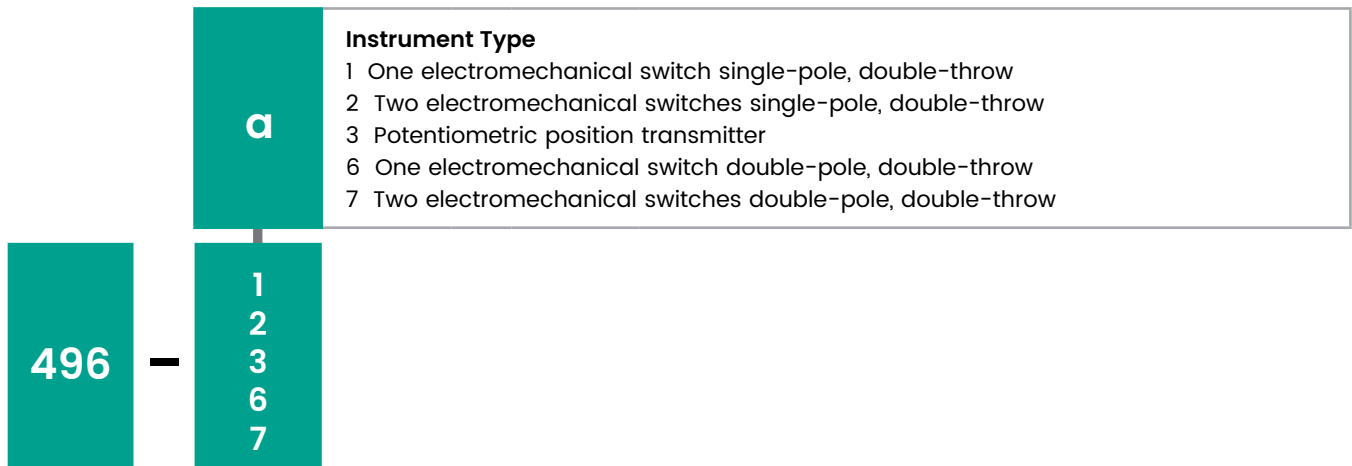 a
Instrument Type
1 One electromechanical switch single-pole, double-throw
2 Two electromechanical switches single-pole, double-throw
3 Potentiometric position transmitter
6 One electromechanical switch double-pole, double-throw
7 Two electromechanical switches double-pole, double-throw
496 -
1
2
3
6
7